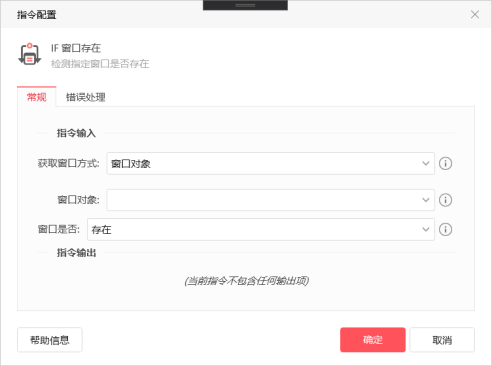 指令配置
IF 窗口存在
检测指定窗口是否存在
常规 错误处理
指令输入
获取窗口方式: 窗口对象
窗口对象:
窗口是否: 存在
指令输出
(当前指令不包含任何输出项)
帮助信息 确定 取消